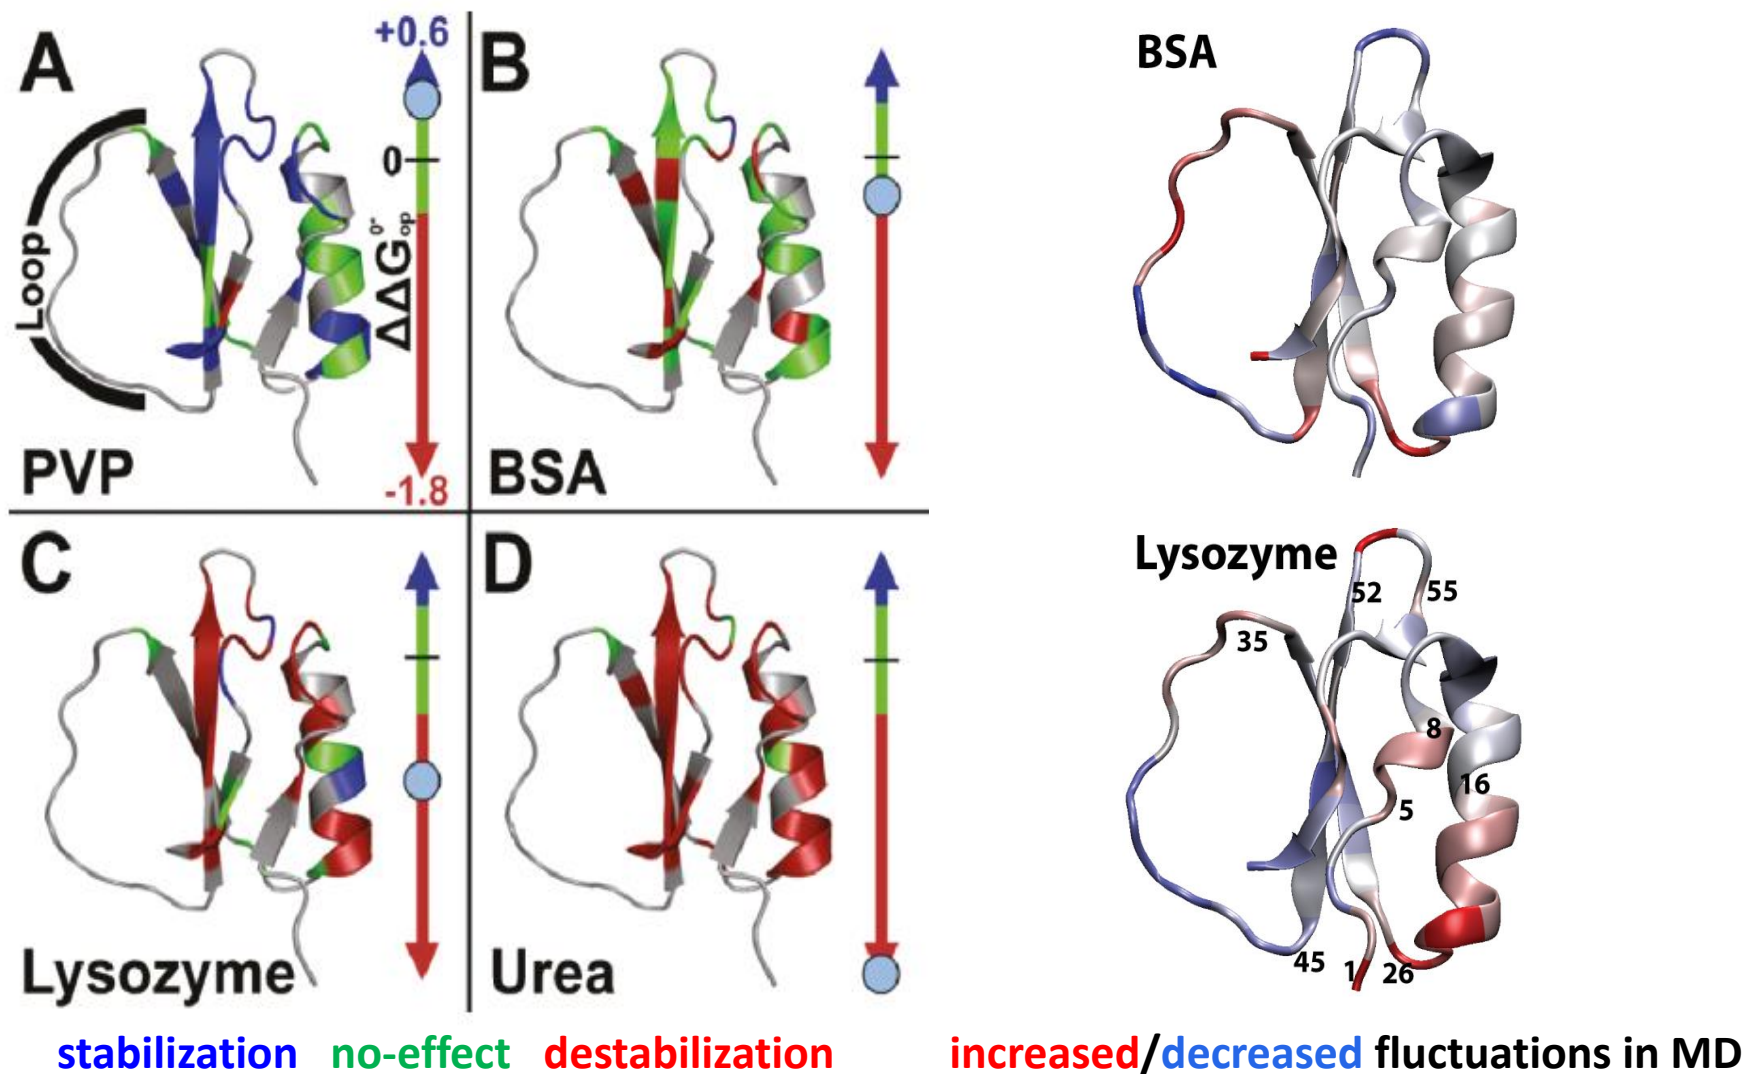 A
+0.6
0
ΔΔG°'op
-1.8
Loop
PVP
B
BSA
C
Lysozyme
D
Urea
BSA
Lysozyme
52
55
35
8
16
5
45
1
26
stabilization no-effect destabilization
increased/decreased fluctuations in MD